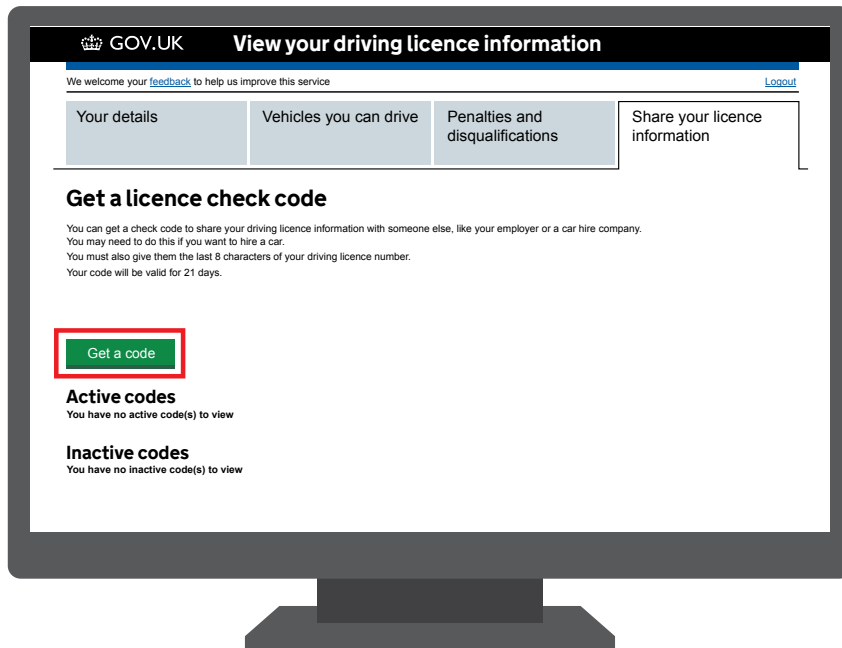 GOV.UK View your driving licence information
We welcome your feedback to help us improve this service Logout
Your details
Vehicles you can drive
Penalties and
disqualifications
Share your licence
information
Get a licence check code
You can get a check code to share your driving licence information with someone else, like your employer or a car hire company.
You may need to do this if you want to hire a car.
You must also give them the last 8 characters of your driving licence number.
Your code will be valid for 21 days.
Get a code
Active codes
You have no active code(s) to view
Inactive codes
You have no inactive code(s) to view